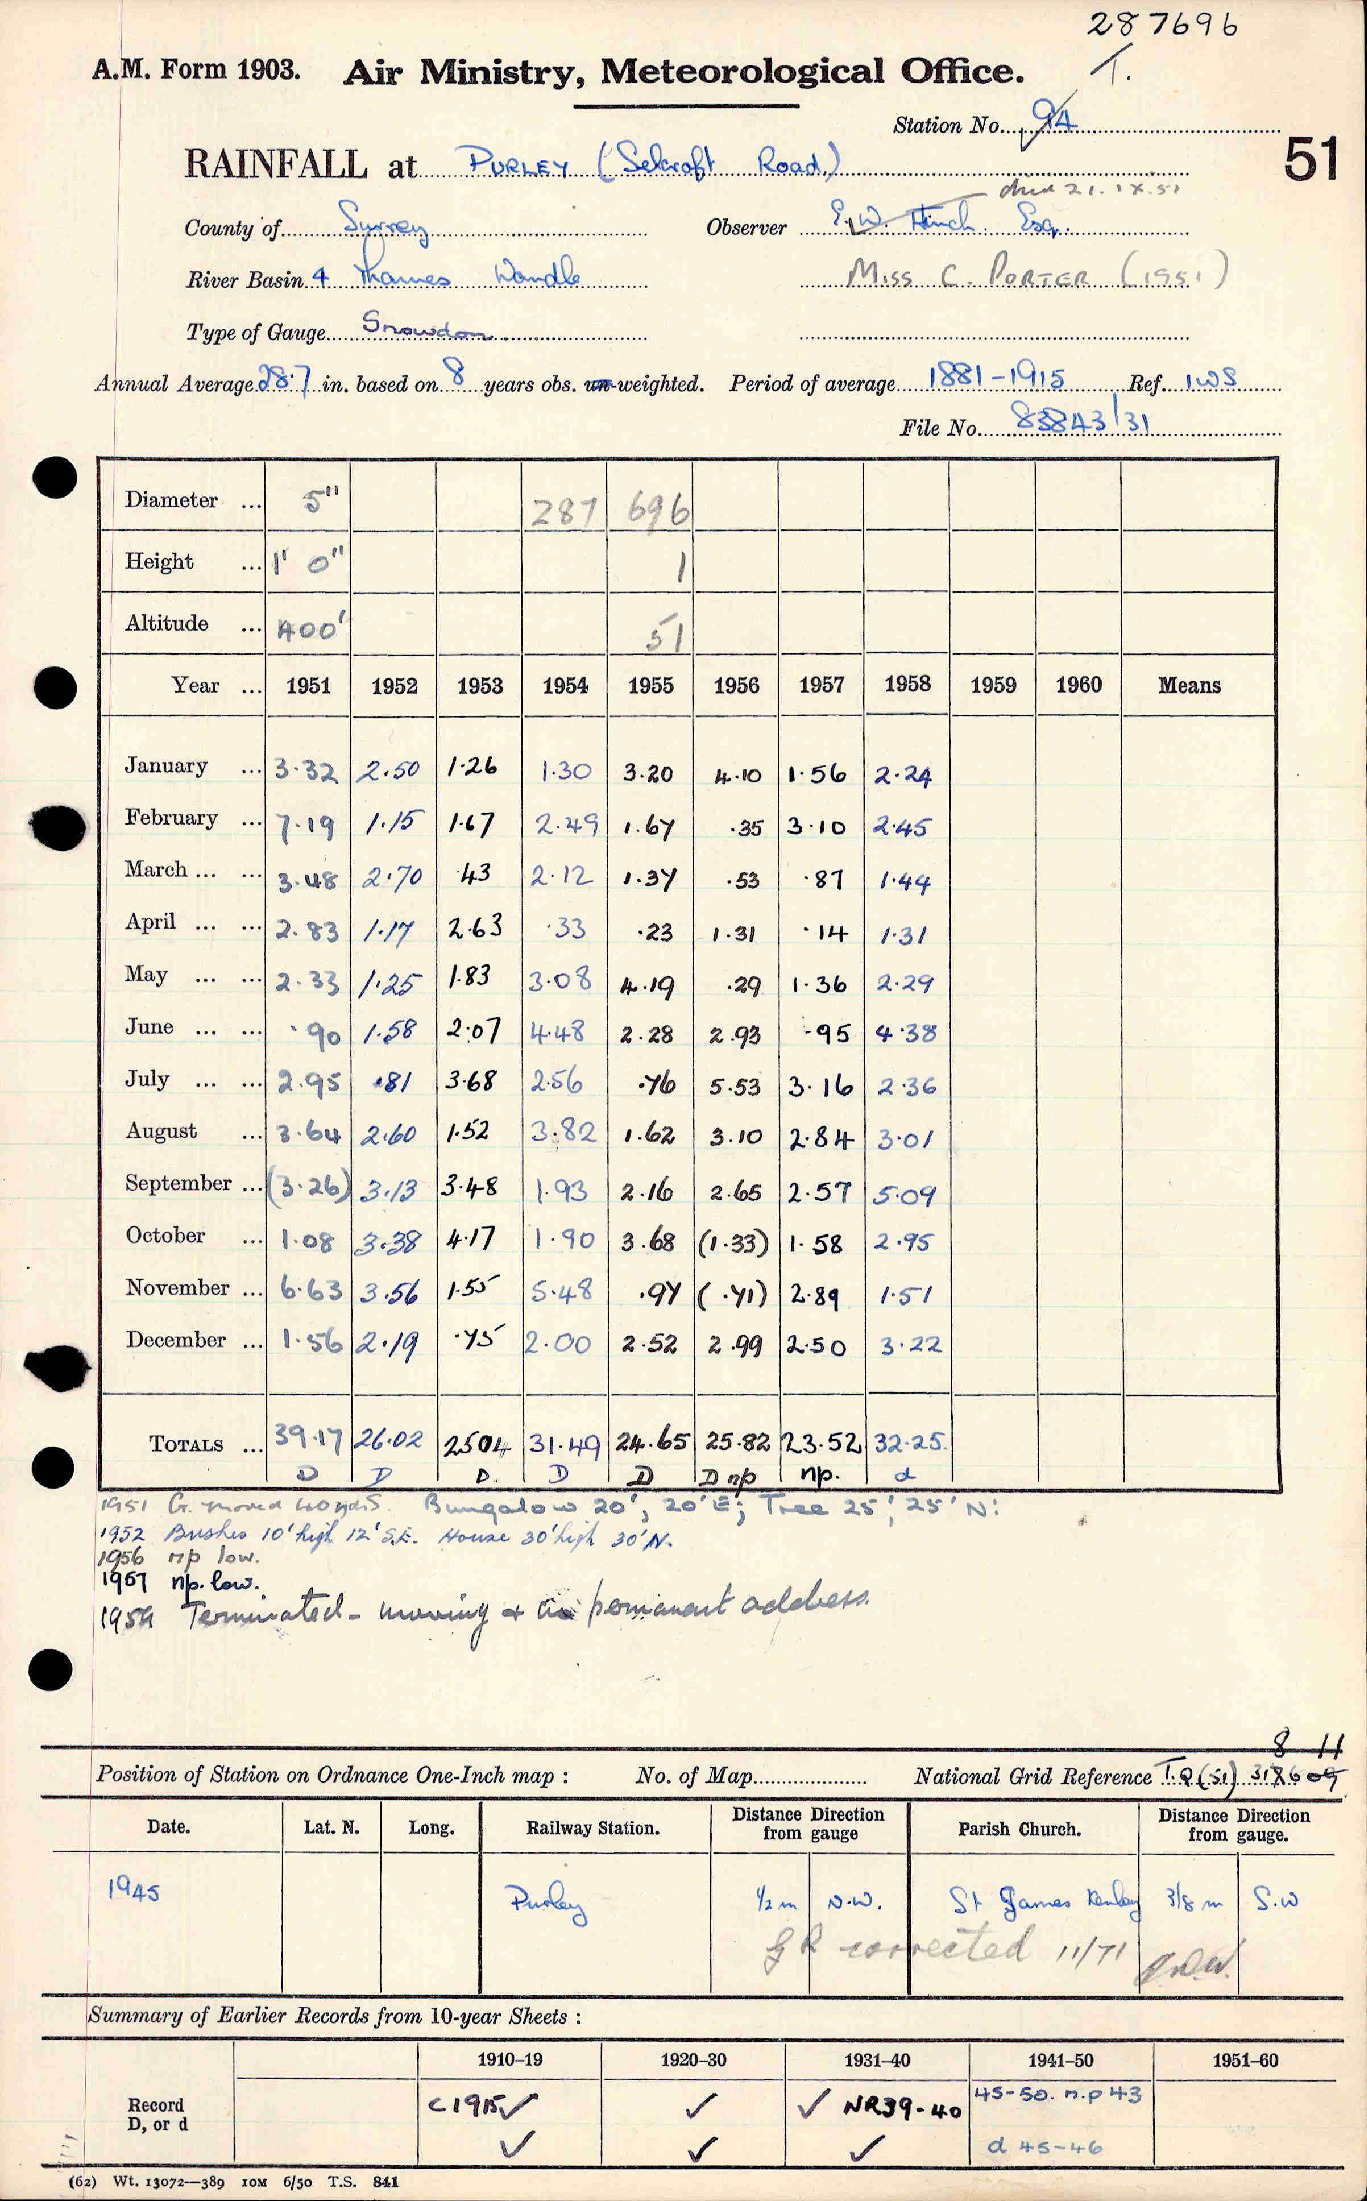 287696
T.
A.M. Form 1903. Air Ministry, Meteorological Office.
Station No. 94
51
RAINFALL at PURLEY (Selcroft Road.)
died 21.IX.51
County of Surrey Observer E.W. Hinch. Esq.
River Basin 4 Thames Wandle MISS C. PORTER (1951)
Type of Gauge Snowdon
Annual Average 28.7 in. based on 8 years obs. un-weighted. Period of average 1881-1915 Ref. IWS
File No. 83843/31
Diameter ... 5" 287 696
Height ... 1' 0" 1
Altitude ... 400' 51
Year ... 1951 1952 1953 1954 1955 1956 1957 1958 1959 1960 Means
January ... 3.32 2.50 1.26 1.30 3.20 4.10 1.56 2.24
February ... 7.19 1.15 1.67 2.49 1.67 .35 3.10 2.45
March ... ... 3.48 2.70 .43 2.12 1.37 .53 .87 1.44
April ... ... 2.83 1.17 2.63 .33 .23 1.31 .14 1.31
May ... ... 2.33 1.25 1.83 3.08 4.19 .29 1.36 2.29
June ... ... .90 1.58 2.07 4.48 2.28 2.93 .95 4.38
July ... ... 2.95 .81 3.68 2.56 .76 5.53 3.16 2.36
August ... 3.64 2.60 1.52 3.82 1.62 3.10 2.84 3.01
September ... (3.26) 3.13 3.48 1.93 2.16 2.65 2.57 5.09
October ... 1.08 3.38 4.17 1.90 3.68 (1.33) 1.58 2.95
November ... 6.63 3.56 1.55 5.48 .97 (.71) 2.89 1.51
December ... 1.56 2.19 .75 2.00 2.52 2.99 2.50 3.22
TOTALS ... 39.17 26.02 25.04 31.49 24.65 25.82 23.52 32.25
D D D. D D D np np. d
1951 G. moved 40 yds S. Bungalow 20', 20'E; Tree 25', 25'N.
1952 Bushes 10' high 12' S.E. House 30' high 30'N.
1956 np low.
1957 np. low.
1959 Terminated - moving & no permanent address.
8 11
Position of Station on Ordnance One-Inch map : No. of Map National Grid Reference T.Q.(51) 317609
Date. Lat. N. Long. Railway Station. Distance Direction from gauge Parish Church. Distance Direction from gauge.
1945 Purley 1/2 m N.W. St James Kenley 3/8 m S.W
GR corrected 11/71
Summary of Earlier Records from 10-year Sheets :
1910–19 1920–30 1931–40 1941–50 1951–60
Record D, or d c1915 ✓ ✓ ✓ NR39-40 45-50. n.p 43
✓ ✓ ✓ d 45-46
(62) Wt. 13072—389 10M 6/50 T.S. 841